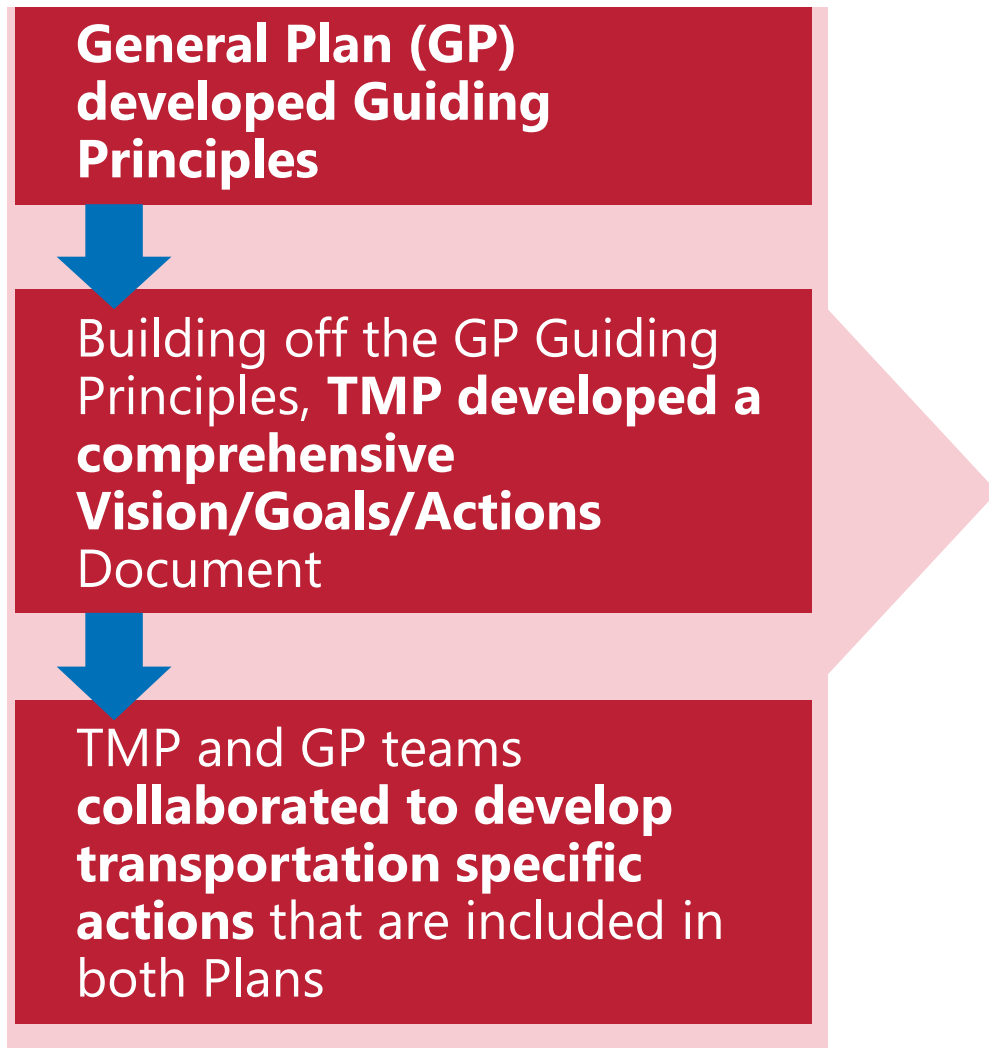 General Plan (GP)
developed Guiding
Principles
Building off the GP Guiding
Principles, TMP developed a
comprehensive
Vision/Goals/Actions
Document
TMP and GP teams
collaborated to develop
transportation specific
actions that are included in
both Plans